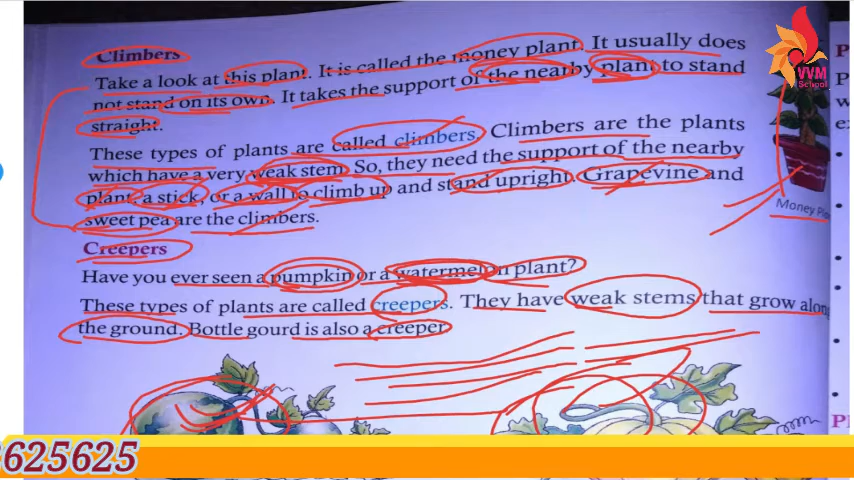 Climbers
Take a look at this plant. It is called the money plant. It usually does
not stand on its own. It takes the support of the nearby plant to stand
straight.
These types of plants are called climbers. Climbers are the plants
which have a very weak stem. So, they need the support of the nearby
plant, a stick, or a wall to climb up and stand upright. Grapevine and
sweet pea are the climbers.
Creepers
Have you ever seen a pumpkin or a watermelon plant?
These types of plants are called creepers. They have weak stems that grow along
the ground. Bottle gourd is also a creeper
VVM
School
Money
625625